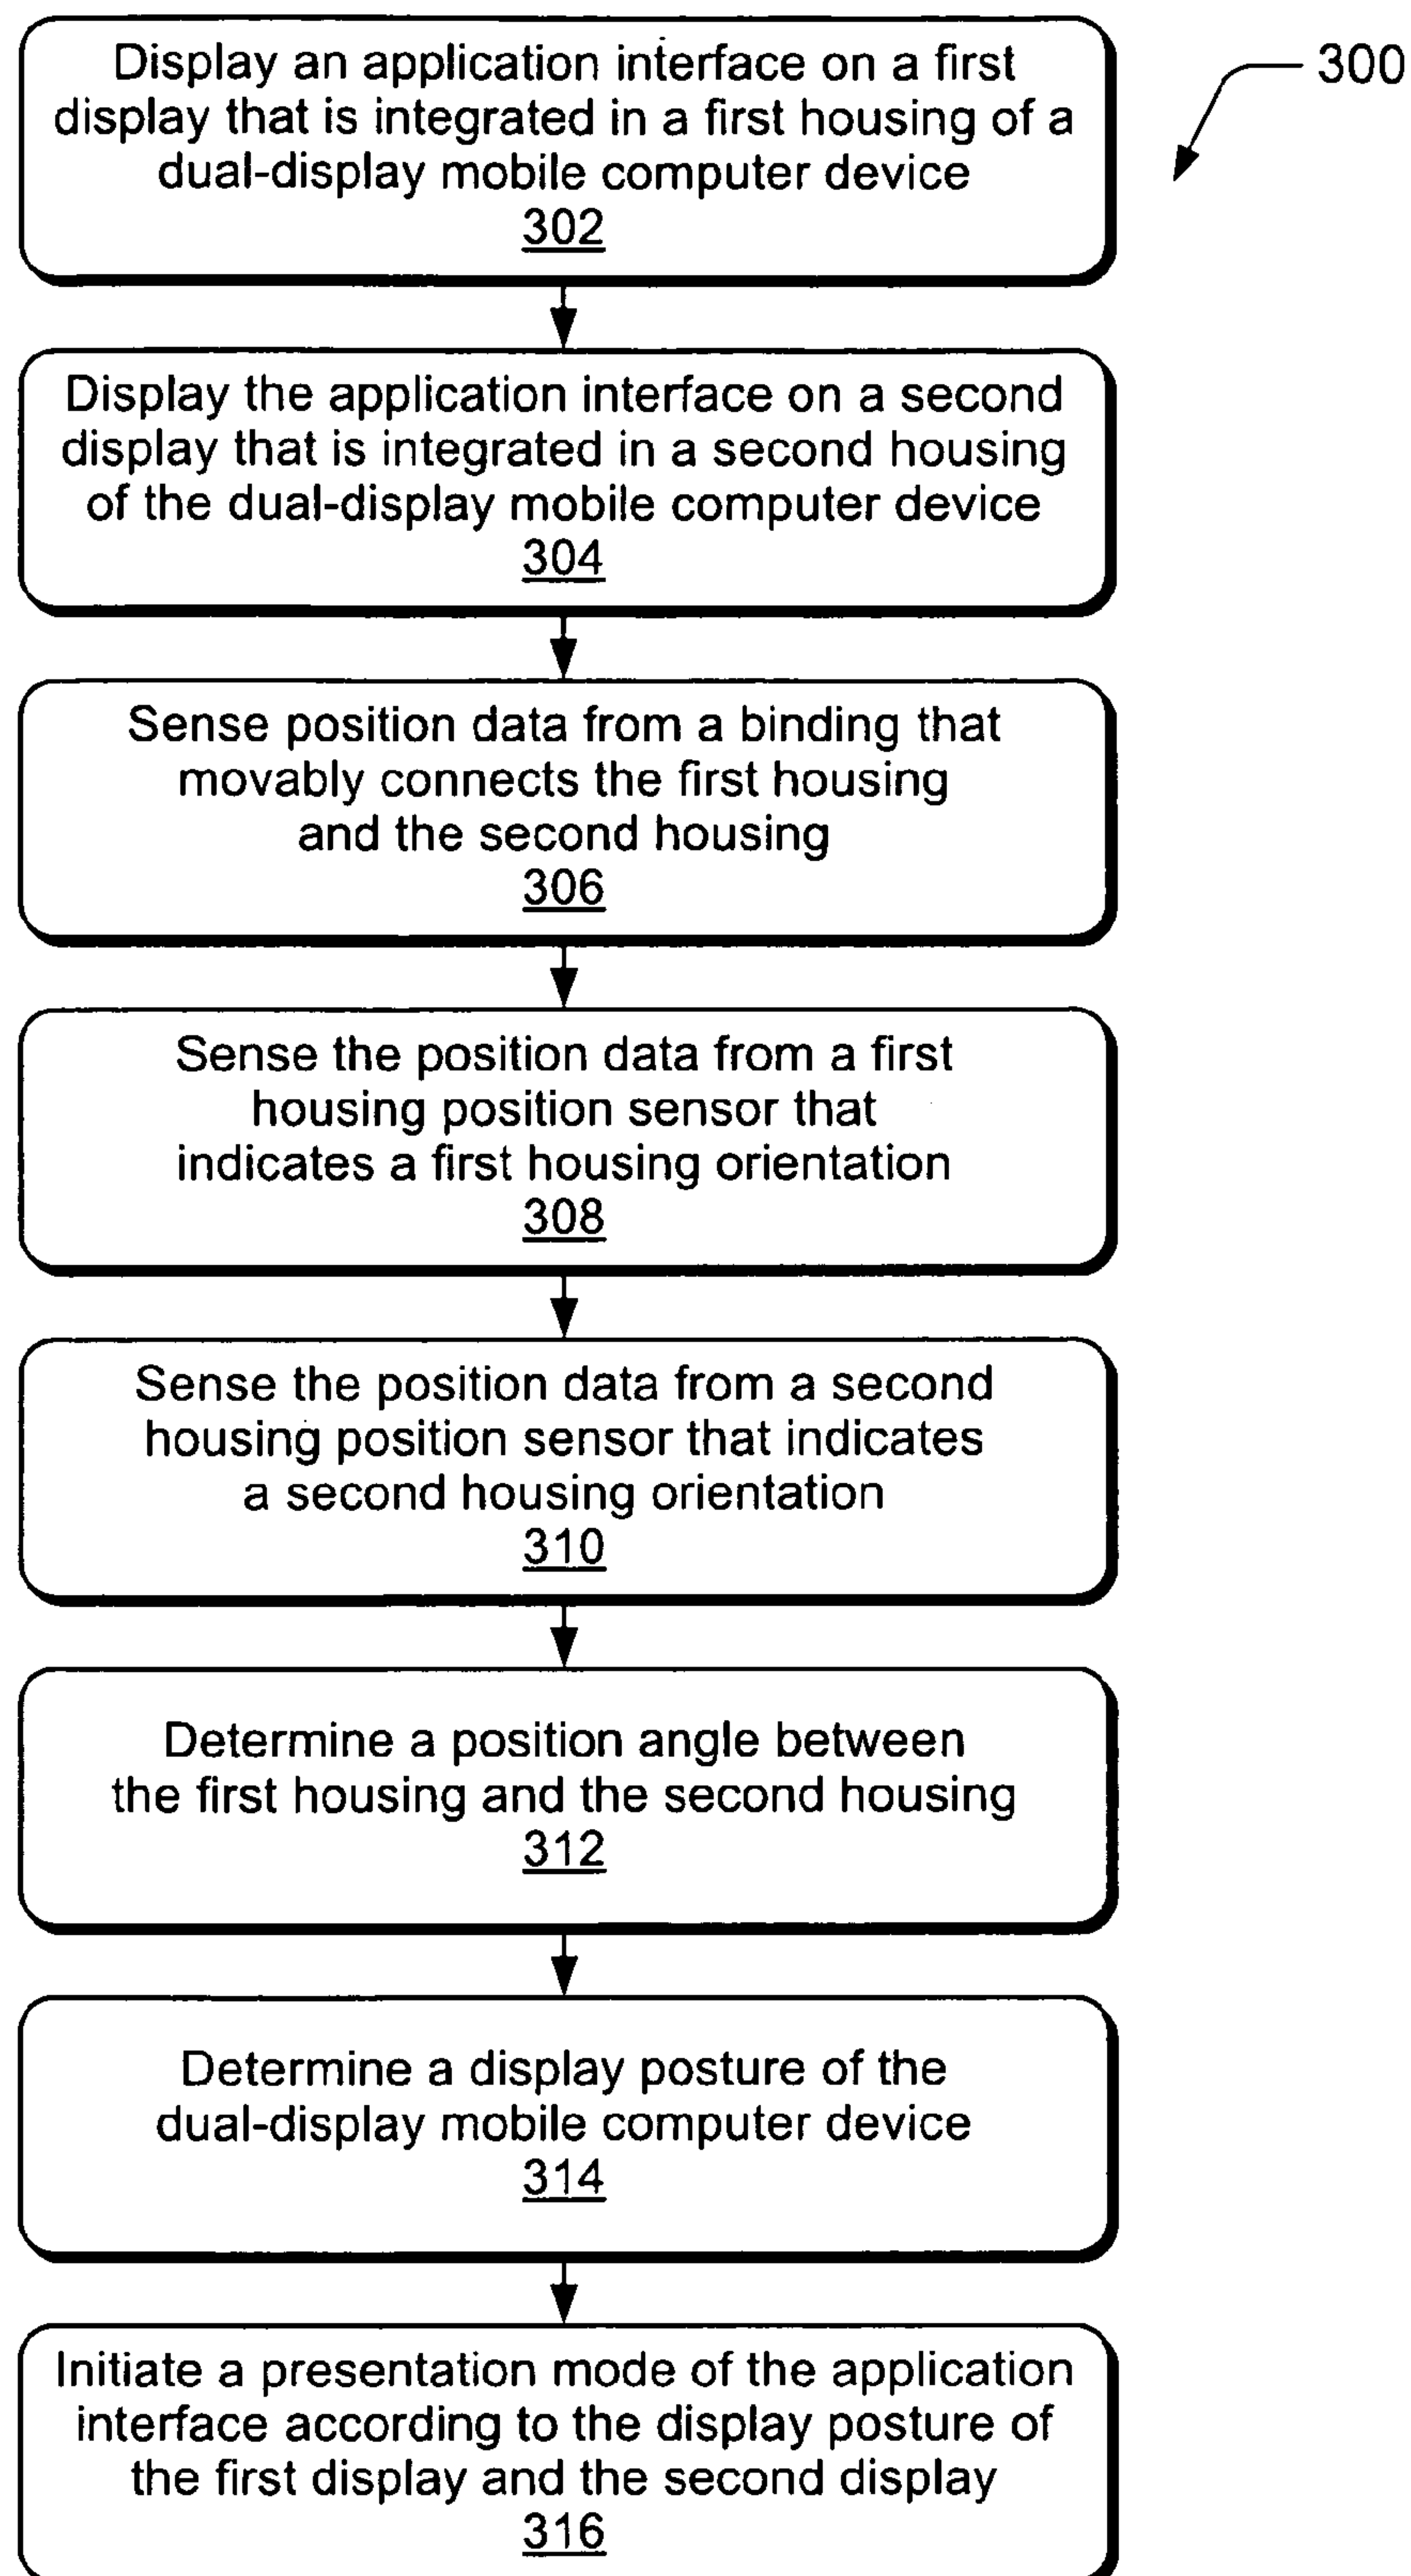 Display an application interface on a first
display that is integrated in a first housing of a
dual-display mobile computer device
302
300
Display the application interface on a second
display that is integrated in a second housing
of the dual-display mobile computer device
304
Sense position data from a binding that
movably connects the first housing
and the second housing
306
Sense the position data from a first
housing position sensor that
indicates a first housing orientation
308
Sense the position data from a second
housing position sensor that indicates
a second housing orientation
310
Determine a position angle between
the first housing and the second housing
312
Determine a display posture of the
dual-display mobile computer device
314
Initiate a presentation mode of the application
interface according to the display posture of
the first display and the second display
316